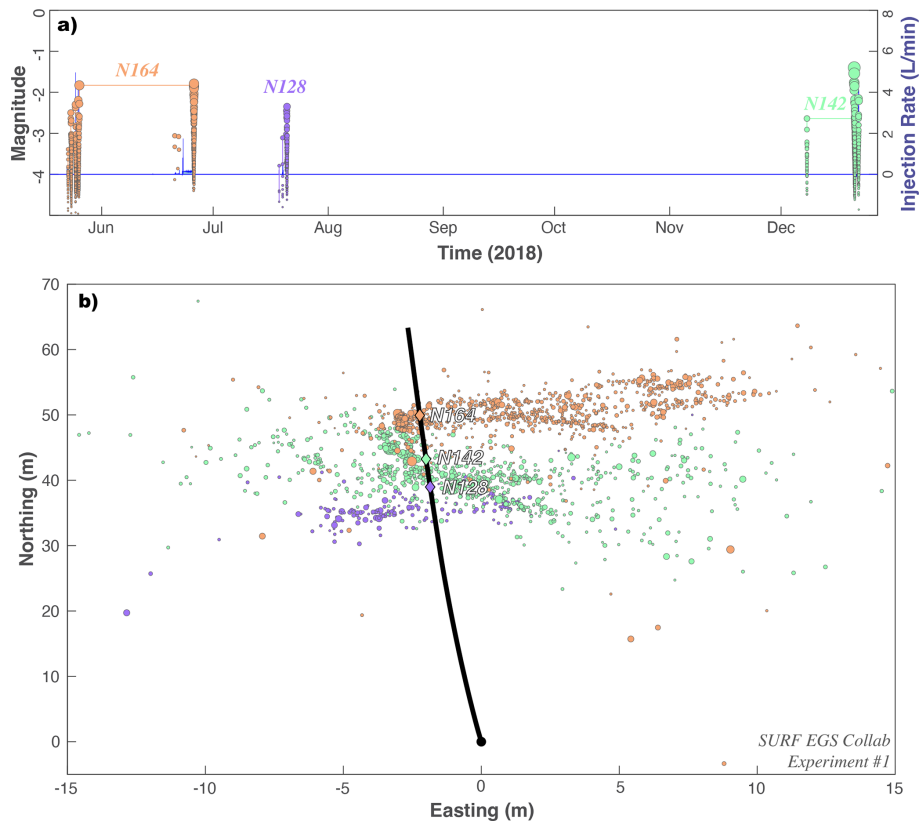 a)
0
-1
-2
-3
-4
Magnitude
8
6
4
2
0
Injection Rate (L/min)
N164
N128
N142
Jun
Jul
Aug
Sep
Oct
Nov
Dec
Time (2018)
b)
70
60
50
40
30
20
10
0
Northing (m)
N164
N142
N128
SURF EGS Collab
Experiment #1
-15
-10
-5
0
5
10
15
Easting (m)